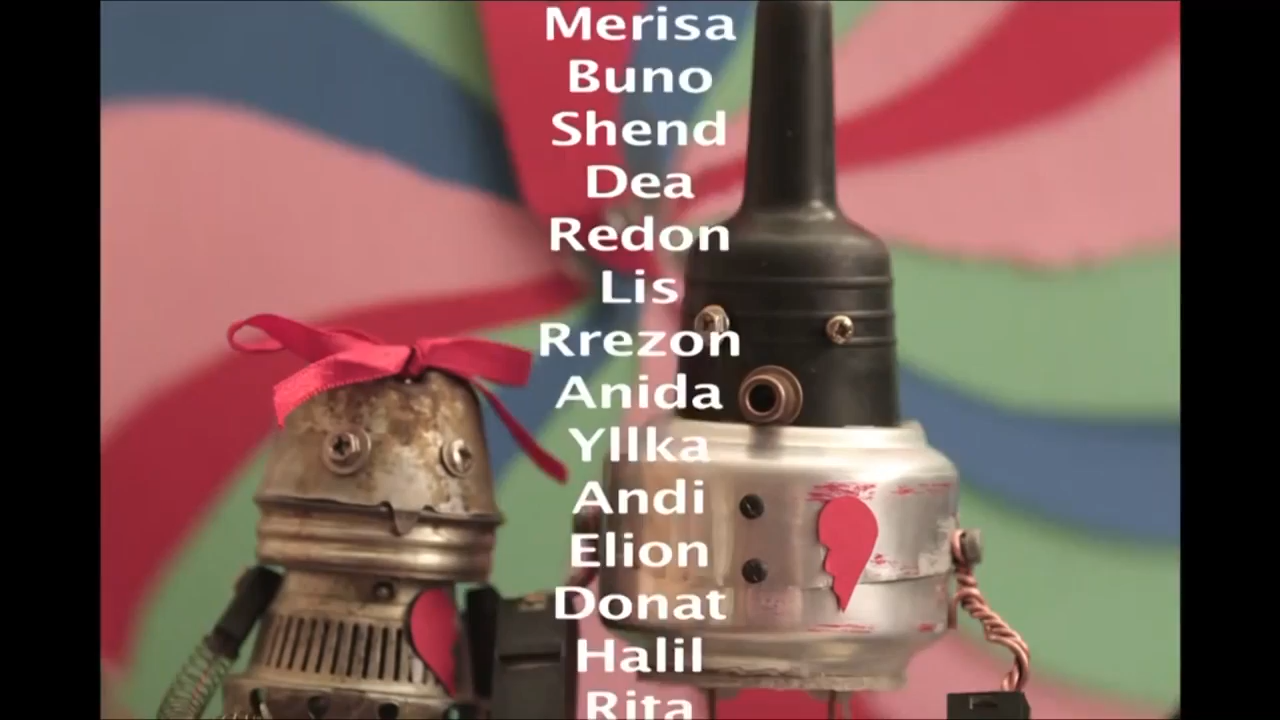 Merisa
Buno
Shend
Dea
Redon
Lis
Rrezon
Anida
Yllka
Andi
Elion
Donat
Halil
Rita